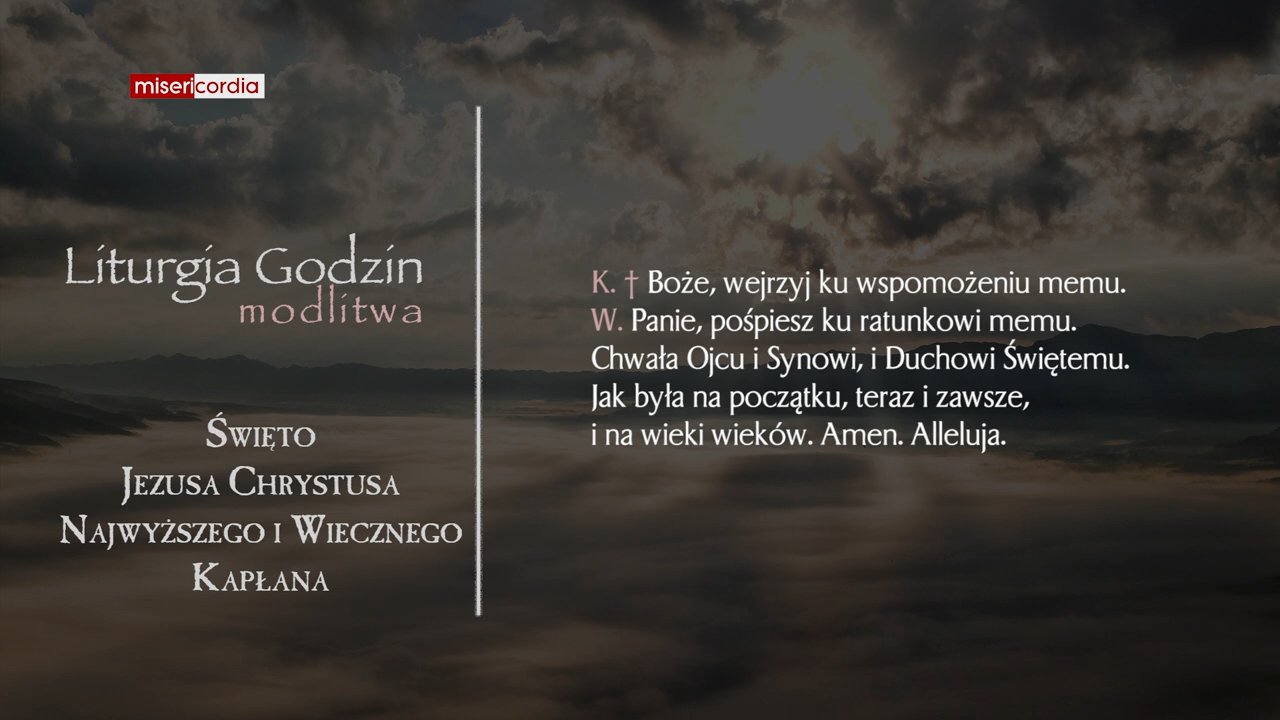 misericordia
Liturgia Godzin
modlitwa
Święto
Jezusa Chrystusa
Najwyższego i Wiecznego
Kapłana
K. † Boże, wejrzyj ku wspomożeniu memu.
W. Panie, pośpiesz ku ratunkowi memu.
Chwała Ojcu i Synowi, i Duchowi Świętemu.
Jak była na początku, teraz i zawsze,
i na wieki wieków. Amen. Alleluja.